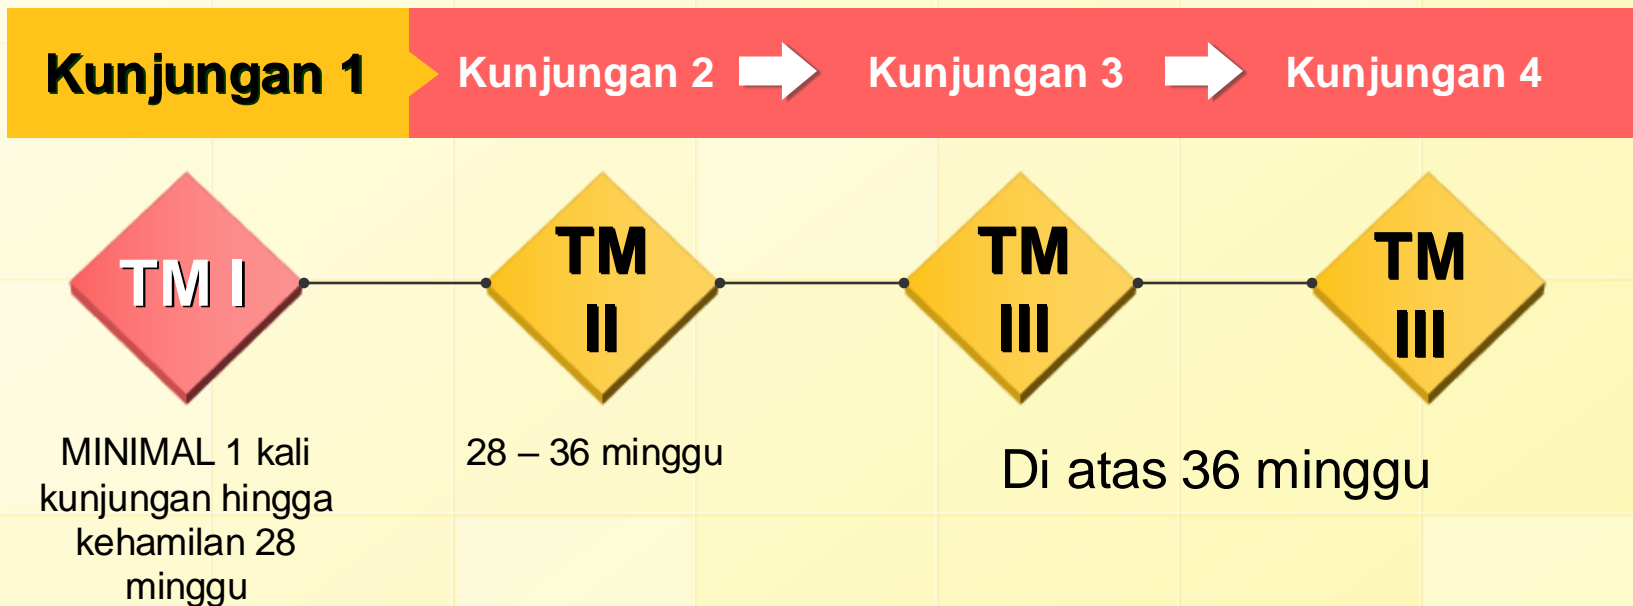 Kunjungan 1
Kunjungan 2
Kunjungan 3
Kunjungan 4
TM I
TM
II
TM
III
TM
III
MINIMAL 1 kali
kunjungan hingga
kehamilan 28
minggu
28 – 36 minggu
Di atas 36 minggu